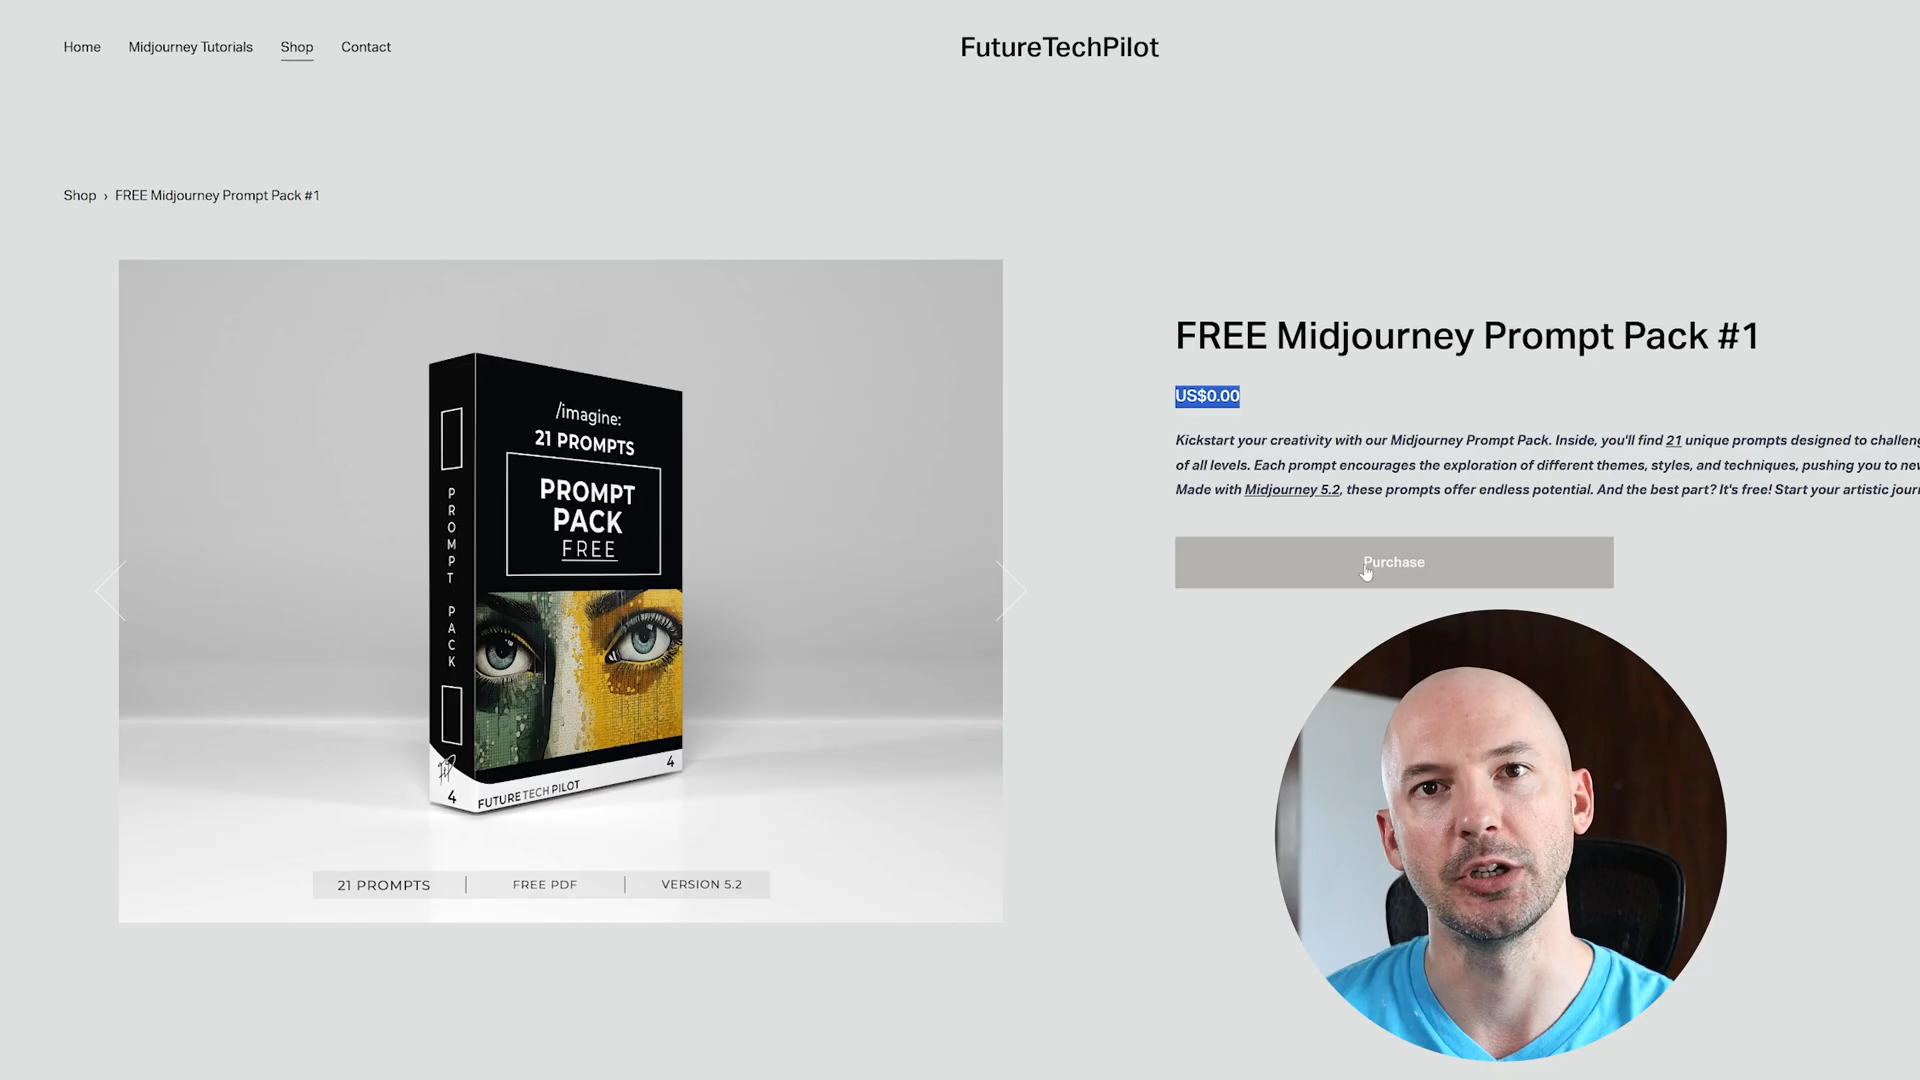 Home
Midjourney Tutorials
Shop
Contact
FutureTechPilot
Shop › FREE Midjourney Prompt Pack #1
/imagine:
21 PROMPTS
PROMPT
PACK
FREE
PROMPT PACK
4
FUTURE TECH PILOT
4
21 PROMPTS | FREE PDF | VERSION 5.2
FREE Midjourney Prompt Pack #1
US$0.00
Kickstart your creativity with our Midjourney Prompt Pack. Inside, you'll find 21 unique prompts designed to
of all levels. Each prompt encourages the exploration of different themes, styles, and techniques, pushing you to
Made with Midjourney 5.2, these prompts offer endless potential. And the best part? It's free! Start your artistic
Purchase